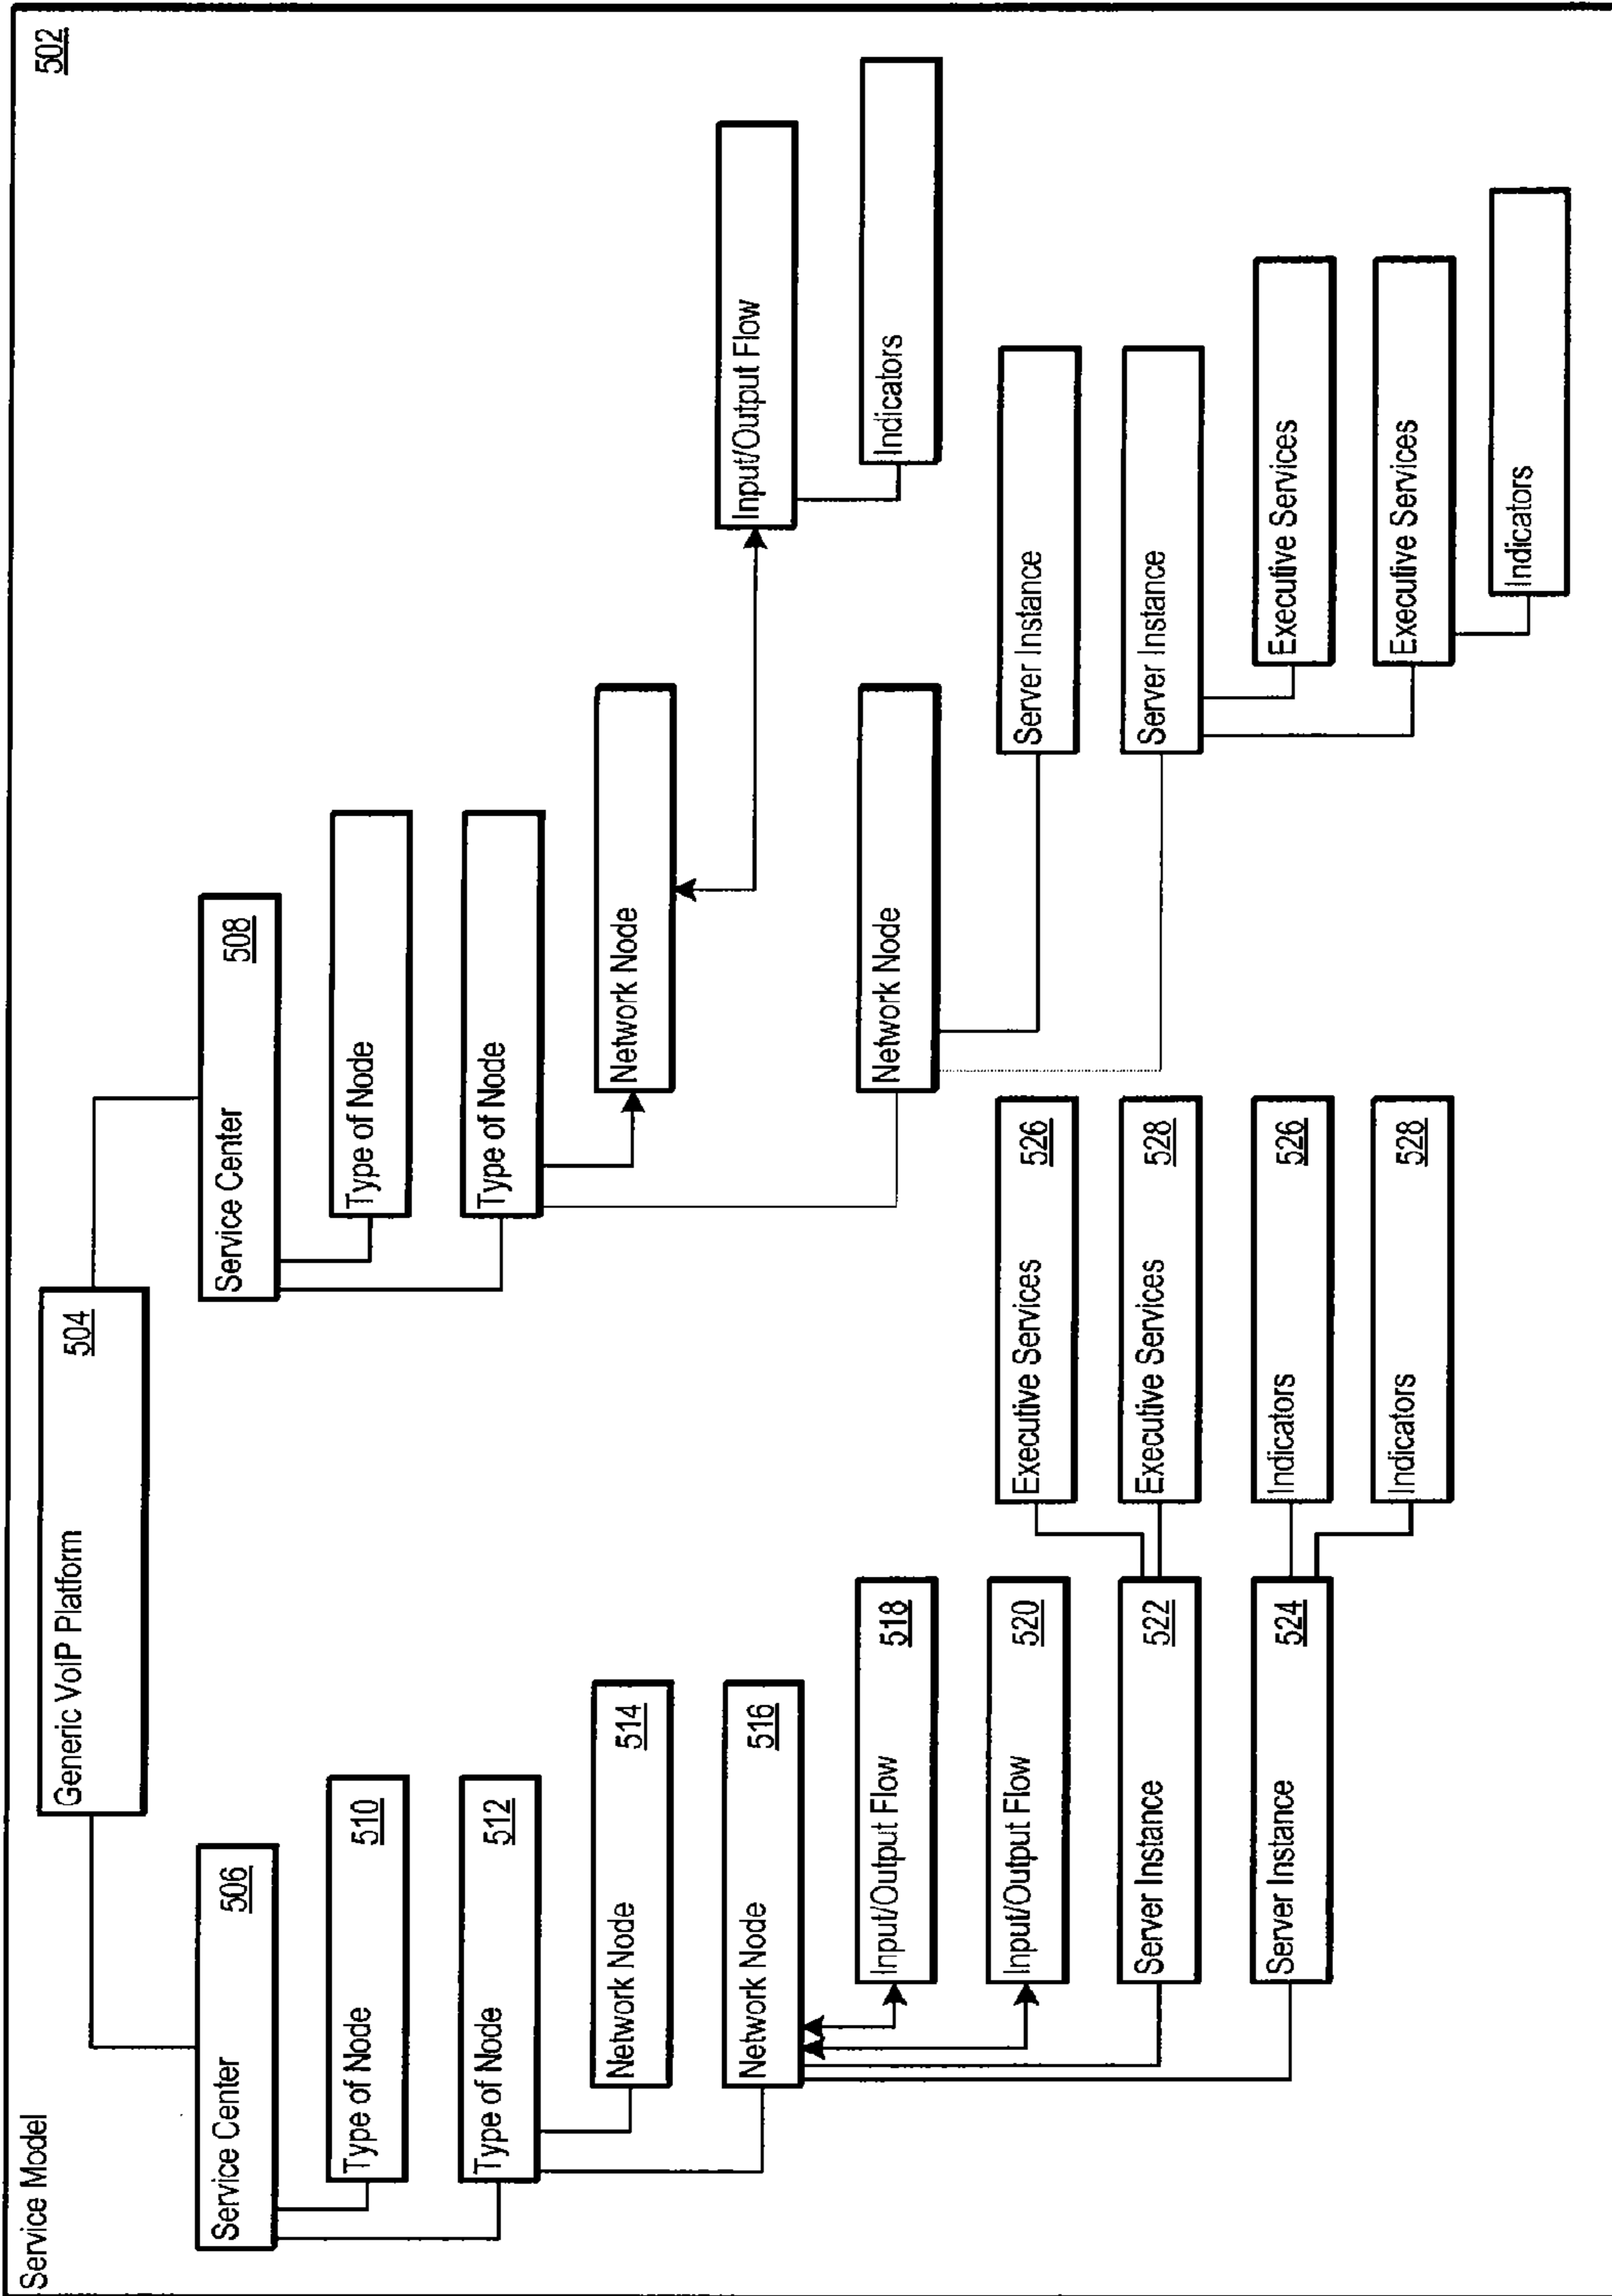 Service Model
502
Generic VoIP Platform 504
Service Center 506
Type of Node 510
Type of Node 512
Network Node 514
Network Node 516
Input/Output Flow 518
Input/Output Flow 520
Server Instance 522
Server Instance 524
Executive Services 526
Executive Services 528
Indicators 526
Indicators 528
Service Center 508
Type of Node
Type of Node
Network Node
Input/Output Flow
Indicators
Network Node
Server Instance
Server Instance
Executive Services
Executive Services
Indicators